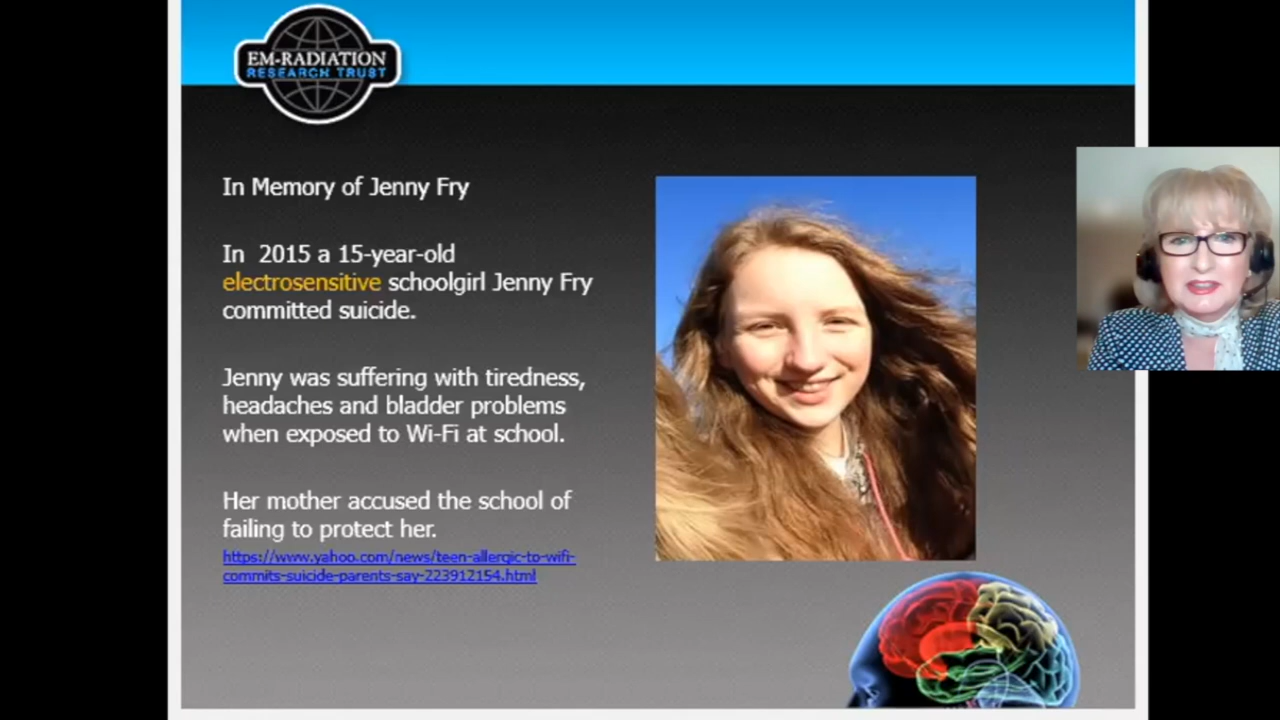 EM-RADIATION
RESEARCH TRUST
In Memory of Jenny Fry
In 2015 a 15-year-old
electrosensitive schoolgirl Jenny Fry
committed suicide.
Jenny was suffering with tiredness,
headaches and bladder problems
when exposed to Wi-Fi at school.
Her mother accused the school of
failing to protect her.
https://www.yahoo.com/news/teen-allergic-to-wifi-
commits-suicide-parents-say-223912154.html